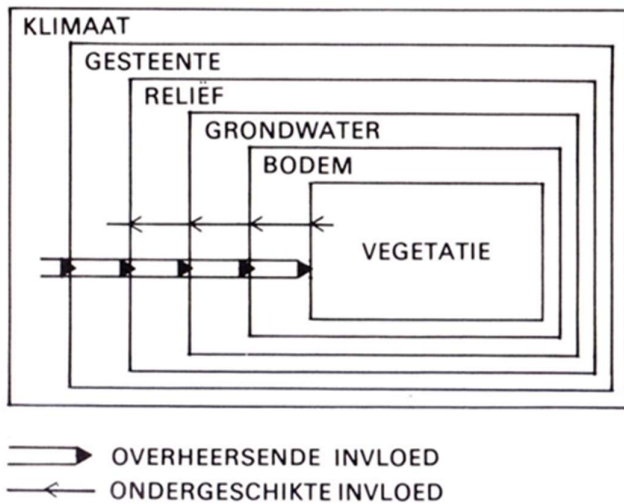 KLIMAAT
GESTEENTE
RELIËF
GRONDWATER
BODEM
VEGETATIE
OVERHEERSENDE INVLOED
ONDERGESCHIKTE INVLOED